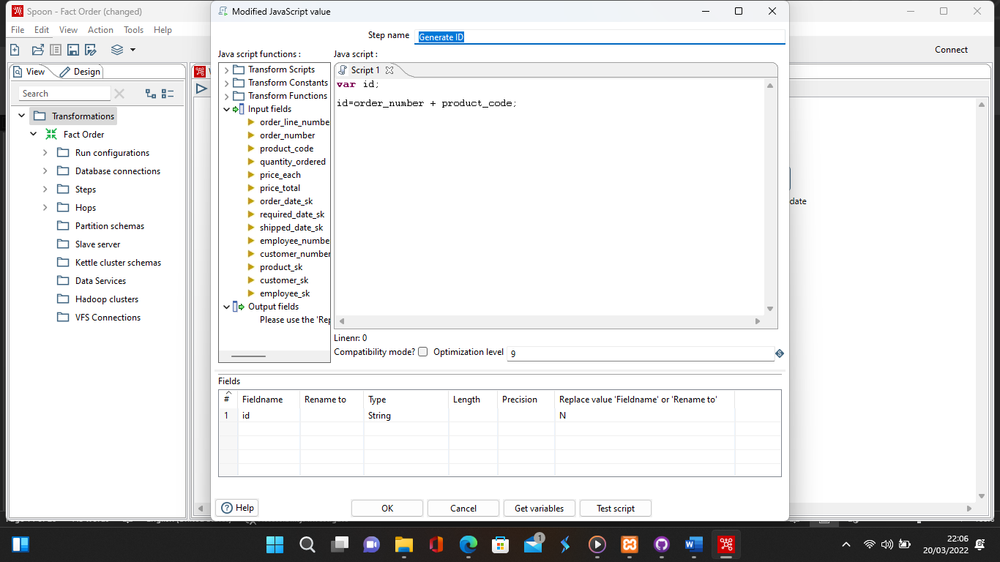 Spoon - Fact Order (changed)
File Edit View Action Tools Help
Connect
View Design
Search
Transformations
Fact Order
Run configurations
Database connections
Steps
Hops
Partition schemas
Slave server
Kettle cluster schemas
Data Services
Hadoop clusters
VFS Connections
Modified JavaScript value
Step name Generate ID
Java script functions :
Transform Scripts
Transform Constants
Transform Functions
Input fields
order_line_numbe
order_number
product_code
quantity_ordered
price_each
price_total
order_date_sk
required_date_sk
shipped_date_sk
employee_numbe
customer_number
product_sk
customer_sk
employee_sk
Output fields
Please use the 'Rep
Java script :
Script 1
var id;
id=order_number + product_code;
Linenr: 0
Compatibility mode? Optimization level 9
Fields
# Fieldname Rename to Type Length Precision Replace value 'Fieldname' or 'Rename to'
1 id String N
Help OK Cancel Get variables Test script
date
1
22:06
20/03/2022